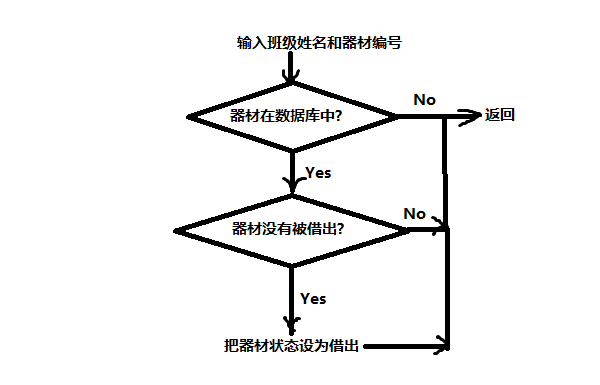 输入班级姓名和器材编号
器材在数据库中?
No
返回
Yes
器材没有被借出?
No
Yes
把器材状态设为借出